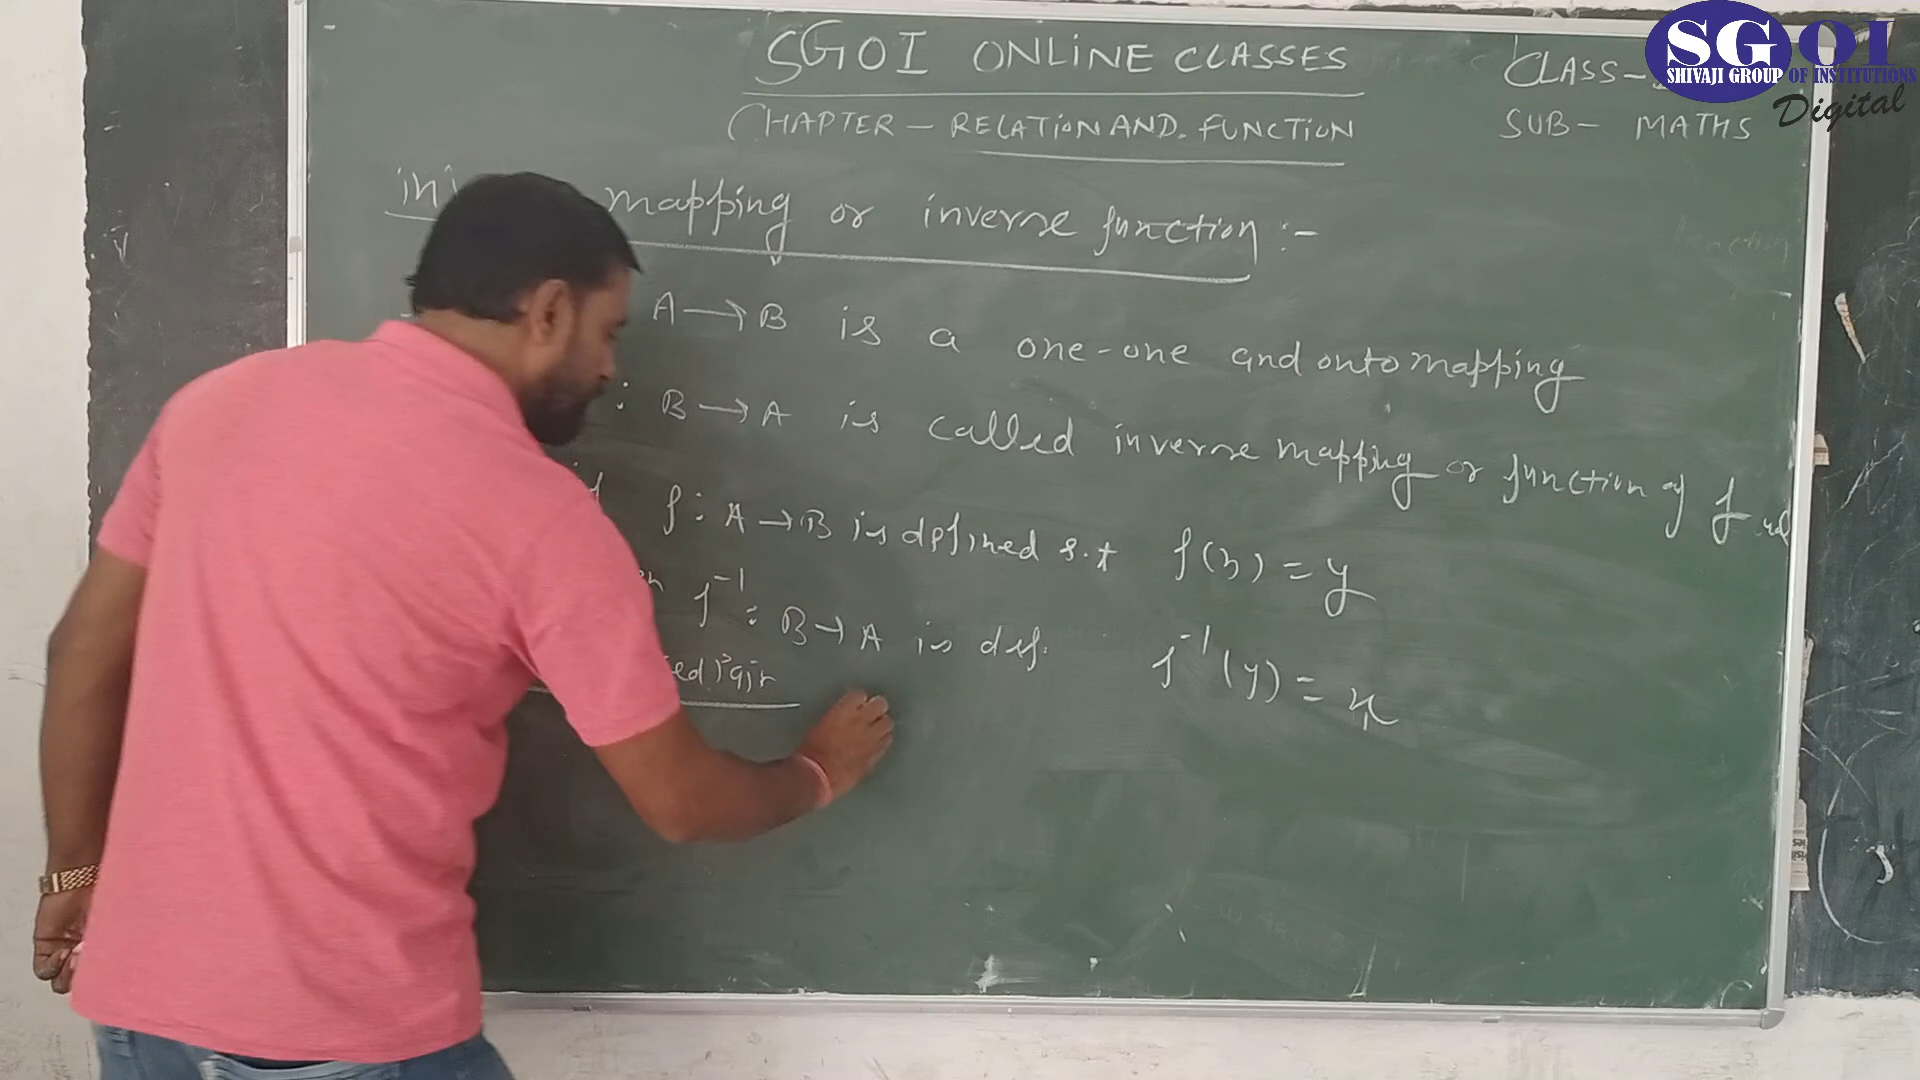 SGOI ONLINE CLASSES
CLASS-
SGOI
SHIVAJI GROUP OF INSTITUTIONS
Digital
CHAPTER - RELATION AND FUNCTION
SUB - MATHS
mapping or inverse function :-
A → B is a one-one and onto mapping
: B → A is called inverse mapping or function of f
f : A → B is defined s.t f(x) = y
f⁻¹ : B → A is def. f⁻¹(y) = x
Pair